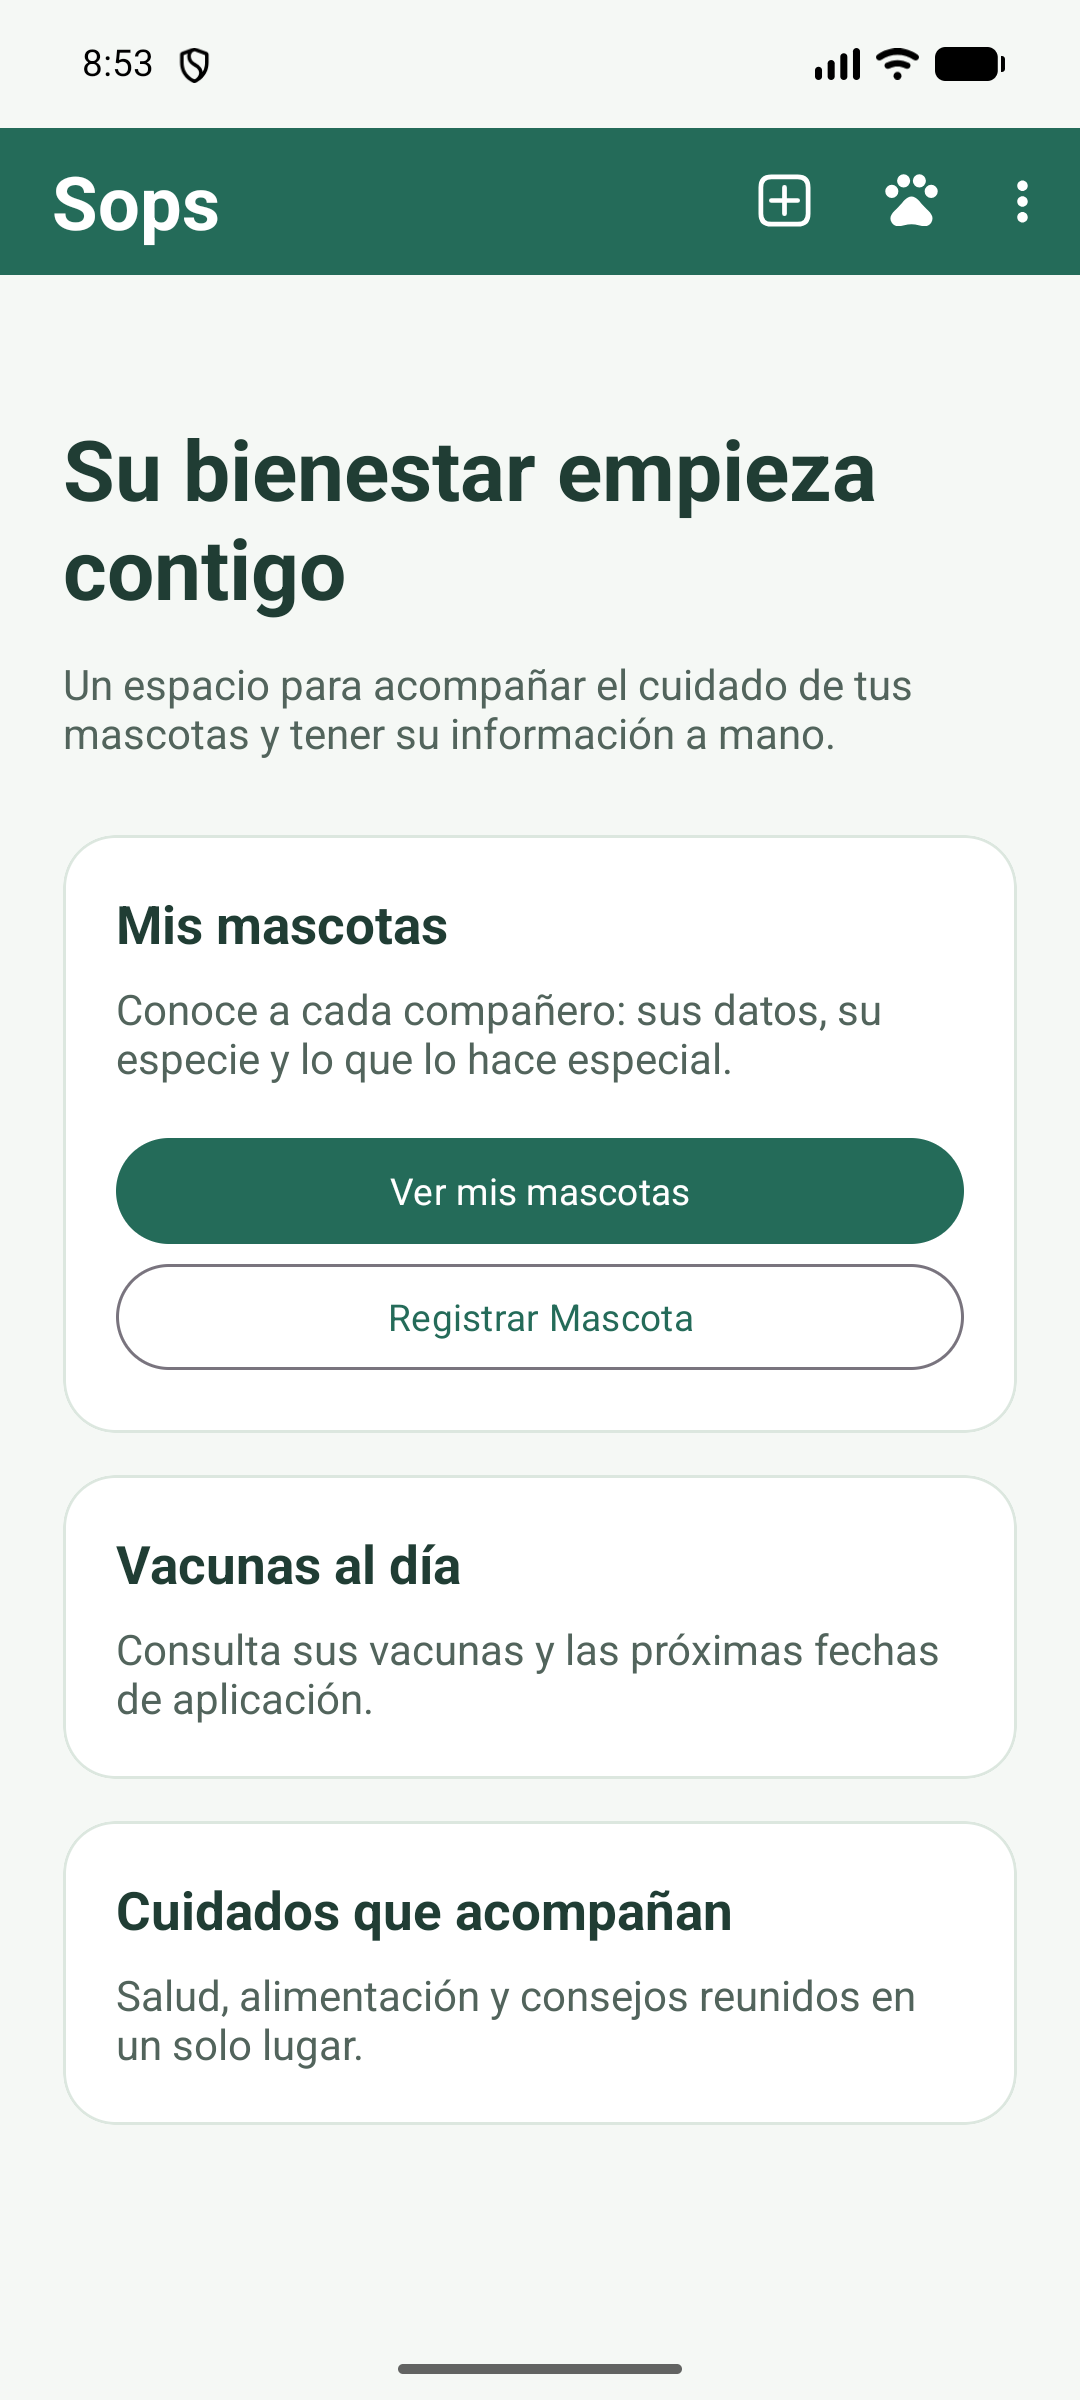 8:53
Sops
Su bienestar empieza
contigo
Un espacio para acompañar el cuidado de tus
mascotas y tener su información a mano.
Mis mascotas
Conoce a cada compañero: sus datos, su
especie y lo que lo hace especial.
Ver mis mascotas
Registrar Mascota
Vacunas al día
Consulta sus vacunas y las próximas fechas
de aplicación.
Cuidados que acompañan
Salud, alimentación y consejos reunidos en
un solo lugar.